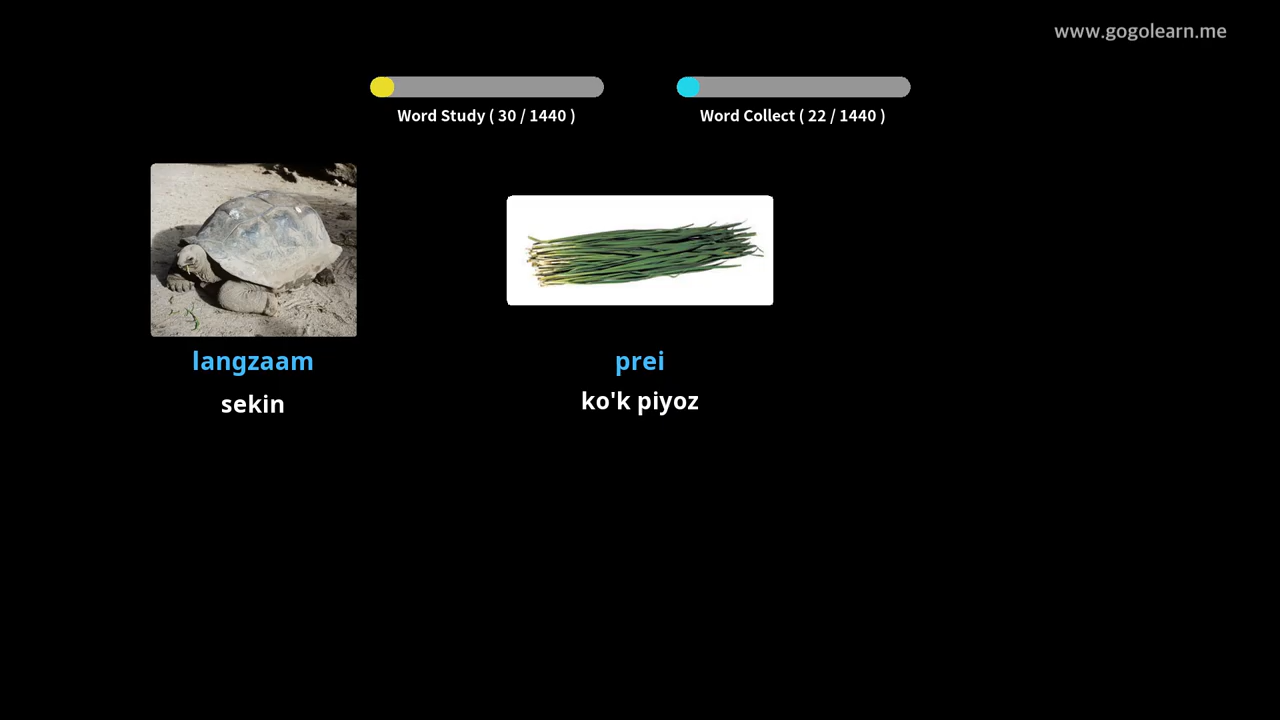 www.gogolearn.me
Word Study ( 30 / 1440 )
Word Collect ( 22 / 1440 )
langzaam
sekin
prei
ko'k piyoz